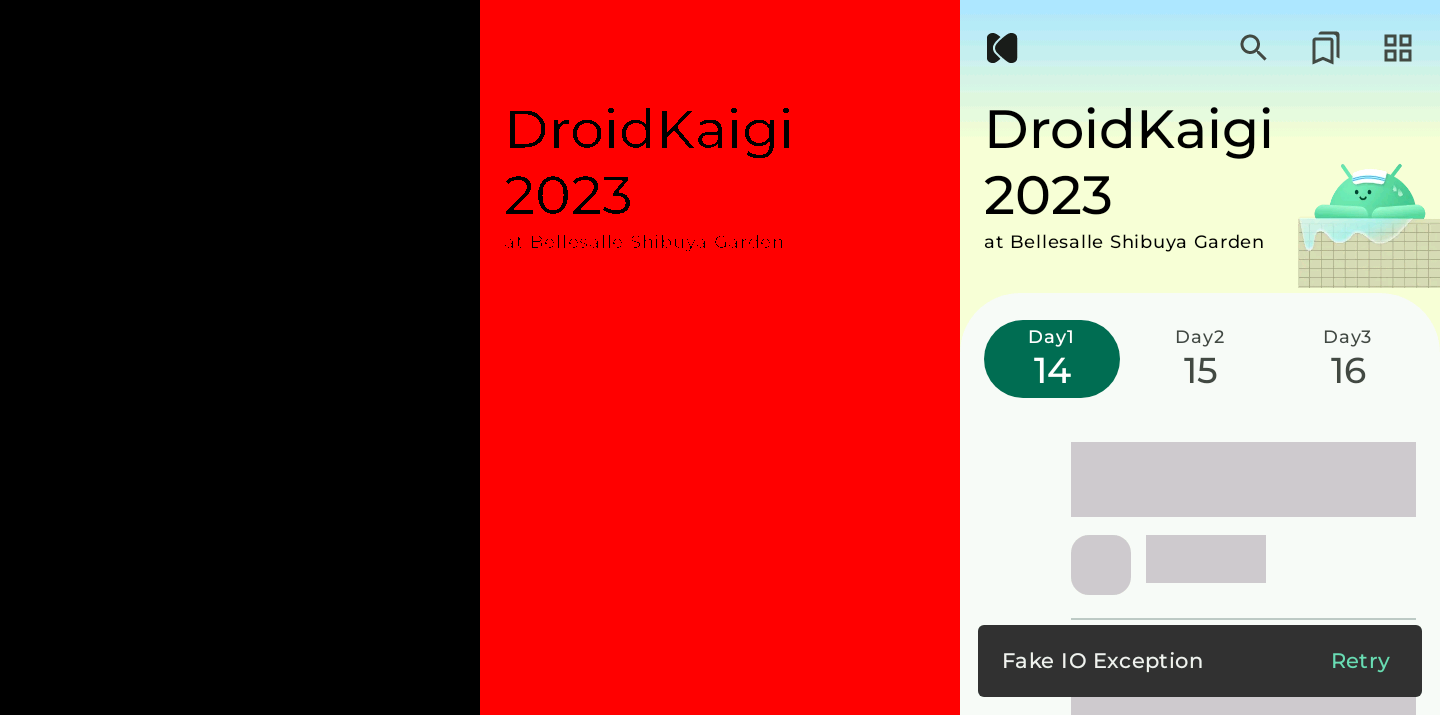 DroidKaigi
2023
at Bellesalle Shibuya Garden
DroidKaigi
2023
at Bellesalle Shibuya Garden
Day1
14
Day2
15
Day3
16
Fake IO Exception
Retry